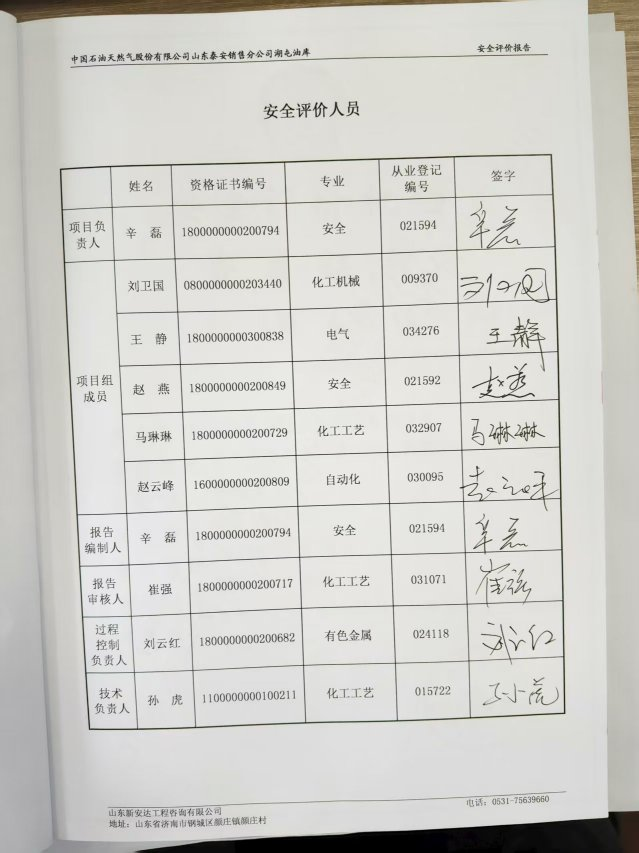 中国石油天然气股份有限公司山东泰安销售分公司湖屯油库 安全评价报告
安全评价人员
姓名 资格证书编号 专业 从业登记编号 签字
项目负责人 辛磊 1800000000200794 安全 021594 辛磊
项目组成员 刘卫国 0800000000203440 化工机械 009370 刘卫国
王静 1800000000300838 电气 034276 王静
赵燕 1800000000200849 安全 021592 赵燕
马琳琳 1800000000200729 化工工艺 032907 马琳琳
赵云峰 1600000000200809 自动化 030095
报告编制人 辛磊 1800000000200794 安全 021594 辛磊
报告审核人 崔强 1800000000200717 化工工艺 031071 崔强
过程控制负责人 刘云红 1800000000200682 有色金属 024118 刘云红
技术负责人 孙虎 1100000000100211 化工工艺 015722
山东新安达工程咨询有限公司 电话：0531-75639660
地址：山东省济南市钢城区颜庄镇颜庄村